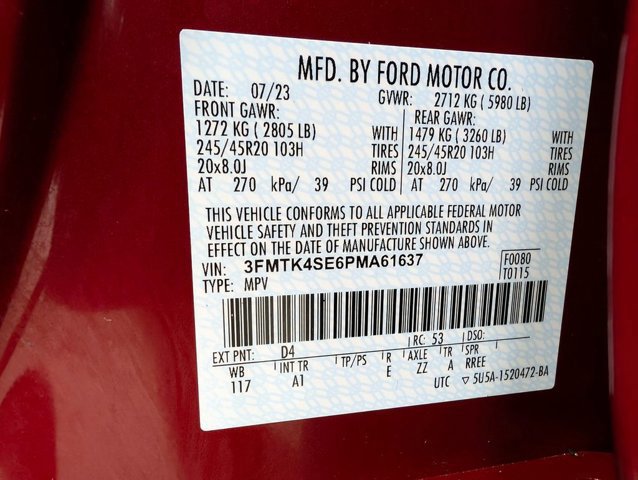 MFD. BY FORD MOTOR CO.
DATE: 07/23 GVWR: 2712 KG ( 5980 LB)
FRONT GAWR: REAR GAWR:
1272 KG ( 2805 LB) WITH 1479 KG ( 3260 LB) WITH
245/45R20 103H TIRES 245/45R20 103H TIRES
20x8.0J RIMS 20x8.0J RIMS
AT 270 kPa/ 39 PSI COLD AT 270 kPa/ 39 PSI COLD
THIS VEHICLE CONFORMS TO ALL APPLICABLE FEDERAL MOTOR
VEHICLE SAFETY AND THEFT PREVENTION STANDARDS IN
EFFECT ON THE DATE OF MANUFACTURE SHOWN ABOVE.
VIN: 3FMTK4SE6PMA61637 F0080
TYPE: MPV T0115
EXT PNT: D4 RC: 53 DSO:
WB INT TR TP/PS R AXLE TR SPR
117 A1 E ZZ A RREE
UTC ▽ 5U5A-1520472-BA